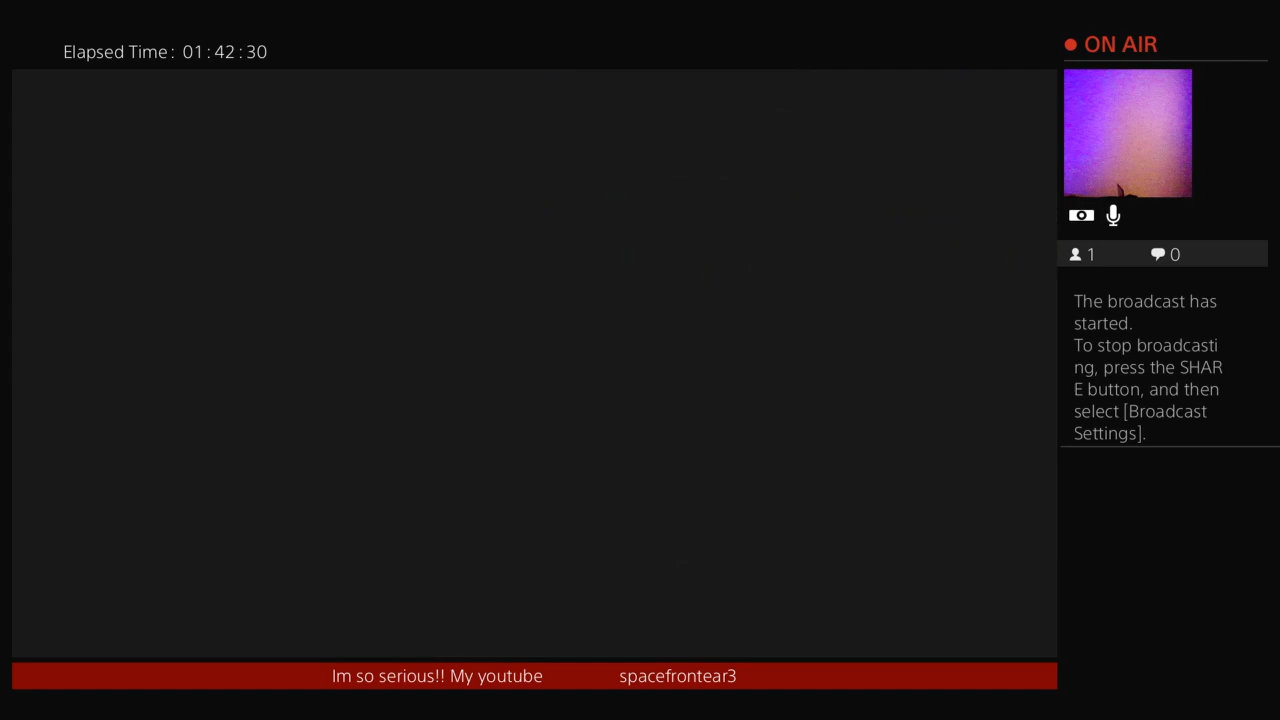 Elapsed Time: 01:42:30
ON AIR
1 0
The broadcast has
started.
To stop broadcasti
ng, press the SHAR
E button, and then
select [Broadcast
Settings].
Im so serious!! My youtube spacefrontear3